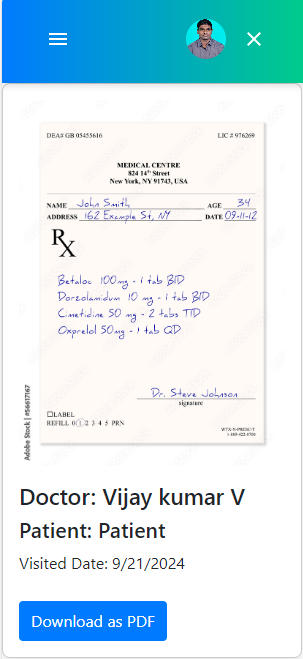 DEA# GB 05455616 LIC # 976269
MEDICAL CENTRE
824 14th Street
New York, NY 91743, USA
NAME John Smith AGE 34
ADDRESS 162 Example St, NY DATE 09-11-12
Rx
Betaloc 100mg - 1 tab BID
Dorzolamidum 10 mg - 1 tab BID
Cimetidine 50 mg - 2 tabs TID
Oxprelol 50mg - 1 tab QD
Dr. Steve Johnson
signature
LABEL
REFILL 0 1 2 3 4 5 PRN
Adobe Stock | #56617167
Doctor: Vijay kumar V
Patient: Patient
Visited Date: 9/21/2024
Download as PDF